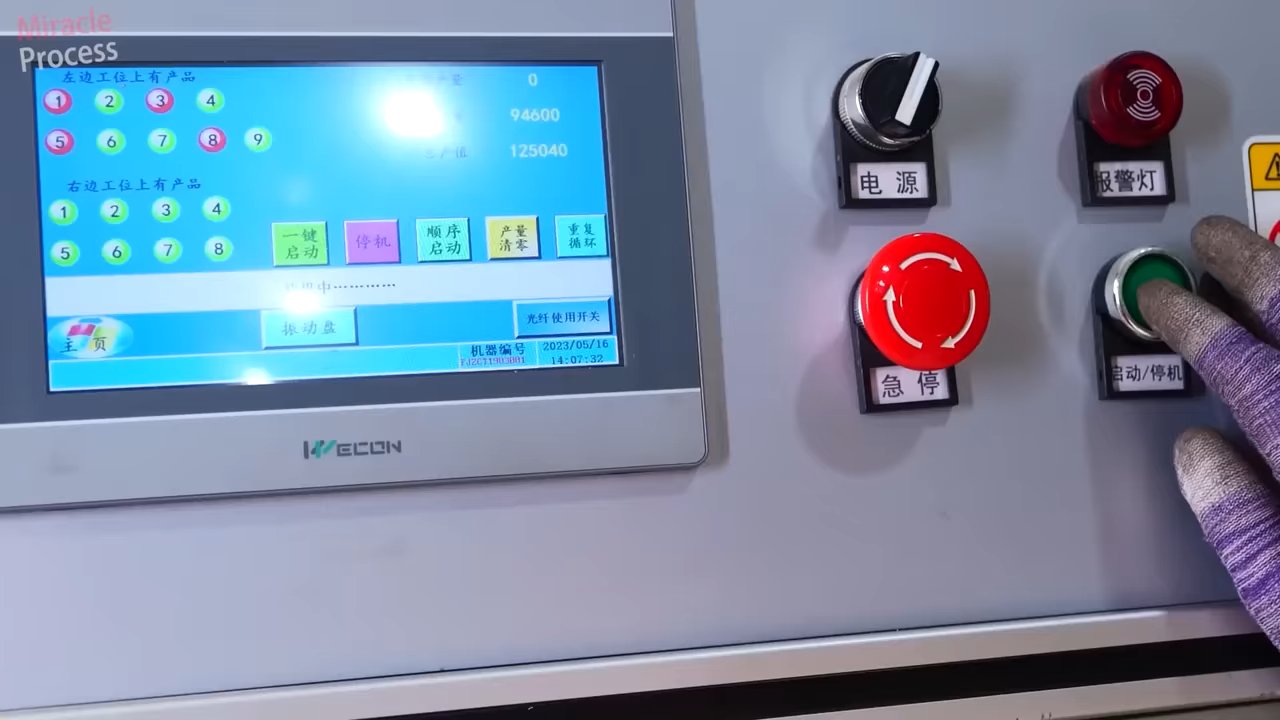 Miracle
Process
左边工位上有产品
0
1 2 3 4
94600
5 6 7 8 9
125040
右边工位上有产品
1 2 3 4
5 6 7 8
一键
启动
停机
顺序
启动
产量
清零
重复
循环
振动盘
光纤使用开关
主页
机器编号
2023/05/16
14:07:32
WECON
电源
报警灯
急停
启动/停机